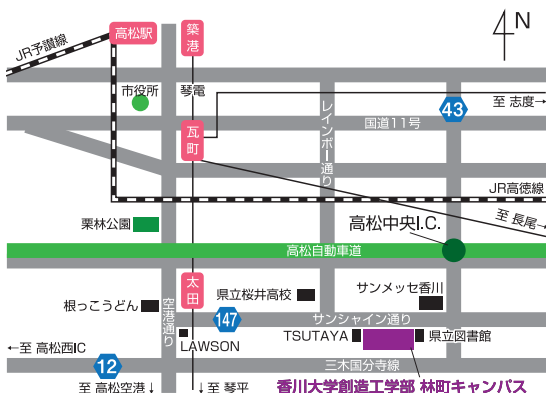 高松駅
築港
N
JR予讃線
市役所
琴電
43
至 志度→
瓦町
国道11号
レインボー通り
JR高徳線
栗林公園
高松中央I.C.
至 長尾→
高松自動車道
太田
県立桜井高校
サンメッセ香川
根っこうどん
空港通り
147
サンシャイン通り
LAWSON
TSUTAYA
県立図書館
←至 高松西IC
12
三木国分寺線
至 高松空港↓
↓至 琴平
香川大学創造工学部 林町キャンパス